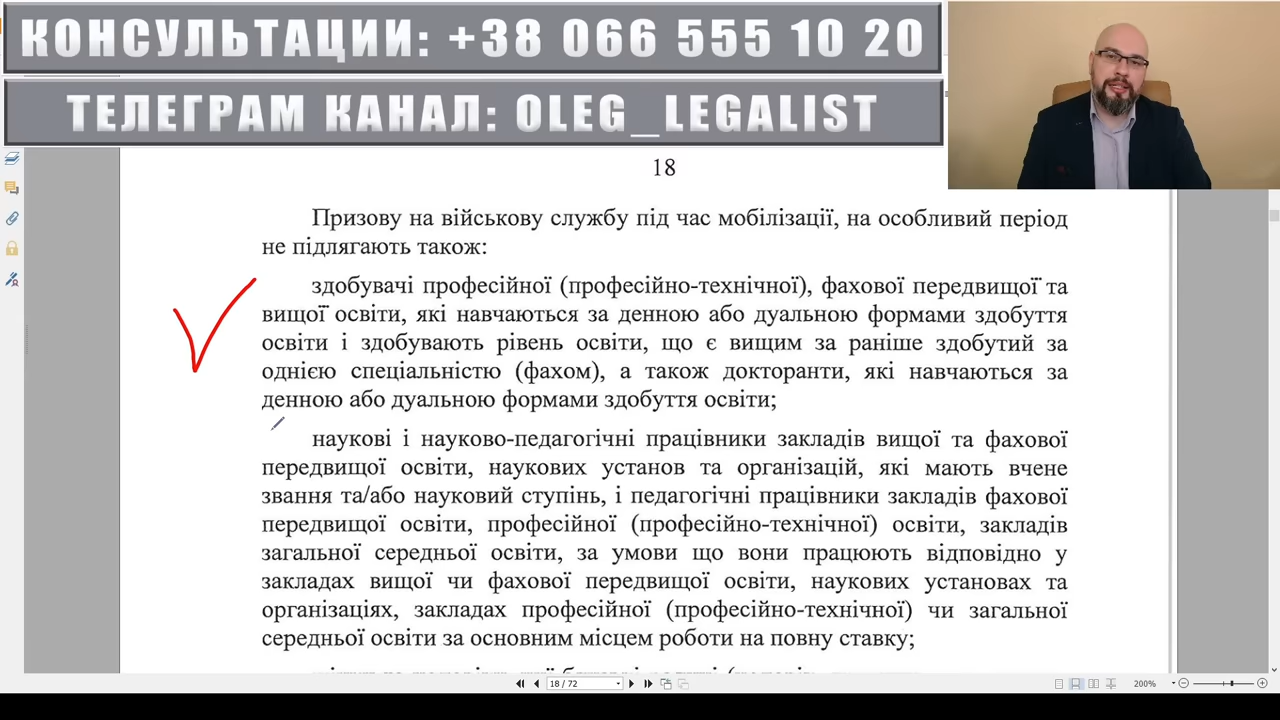 КОНСУЛЬТАЦИИ: +38 066 555 10 20
ТЕЛЕГРАМ КАНАЛ: OLEG_LEGALIST
18
Призову на військову службу під час мобілізації, на особливий період
не підлягають також:
здобувачі професійної (професійно-технічної), фахової передвищої та
вищої освіти, які навчаються за денною або дуальною формами здобуття
освіти і здобувають рівень освіти, що є вищим за раніше здобутий за
однією спеціальністю (фахом), а також докторанти, які навчаються за
денною або дуальною формами здобуття освіти;
наукові і науково-педагогічні працівники закладів вищої та фахової
передвищої освіти, наукових установ та організацій, які мають вчене
звання та/або науковий ступінь, і педагогічні працівники закладів фахової
передвищої освіти, професійної (професійно-технічної) освіти, закладів
загальної середньої освіти, за умови що вони працюють відповідно у
закладах вищої чи фахової передвищої освіти, наукових установах та
організаціях, закладах професійної (професійно-технічної) чи загальної
середньої освіти за основним місцем роботи на повну ставку;
18 / 72
200%